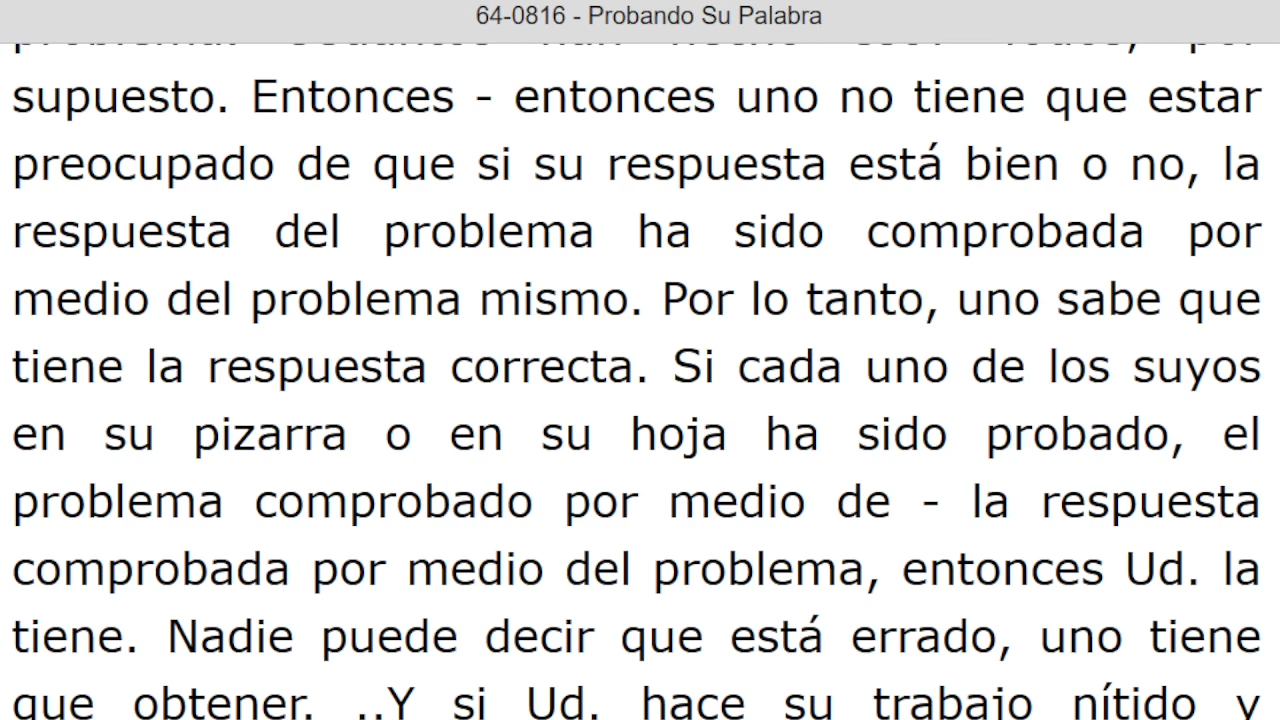 64-0816 - Probando Su Palabra
supuesto. Entonces - entonces uno no tiene que estar
preocupado de que si su respuesta está bien o no, la
respuesta del problema ha sido comprobada por
medio del problema mismo. Por lo tanto, uno sabe que
tiene la respuesta correcta. Si cada uno de los suyos
en su pizarra o en su hoja ha sido probado, el
problema comprobado por medio de - la respuesta
comprobada por medio del problema, entonces Ud. la
tiene. Nadie puede decir que está errado, uno tiene
que obtener. ..Y si Ud. hace su trabajo nítido y